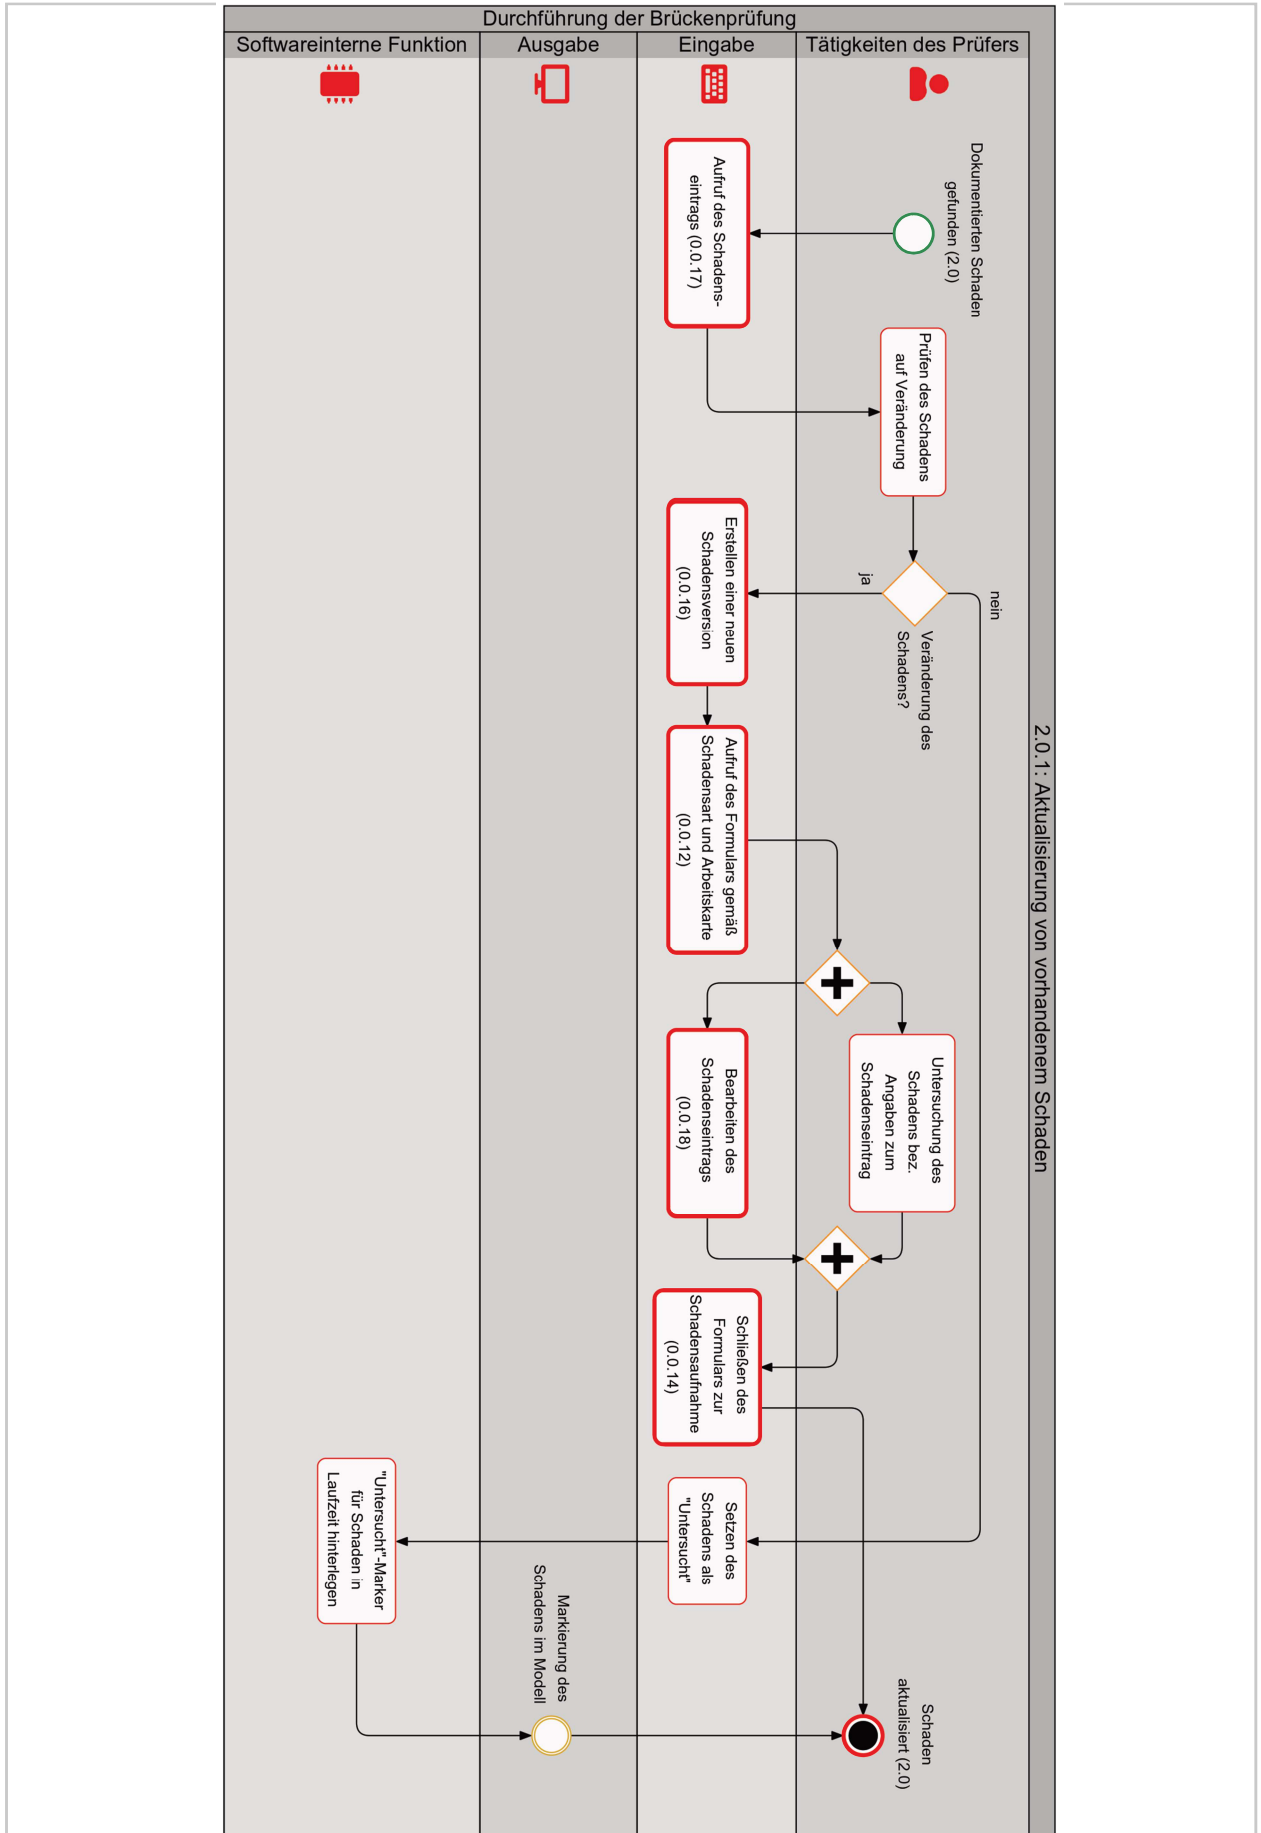 Durchführung der Brückenprüfung
Softwareinterne Funktion
Ausgabe
Eingabe
Tätigkeiten des Prüfers
2.0.1: Aktualisierung von vorhandenem Schaden
Dokumentierten Schaden
gefunden (2.0)
Aufruf des Schadens-
eintrags (0.0.17)
Prüfen des Schadens
auf Veränderung
nein
ja
Veränderung des
Schadens?
Erstellen einer neuen
Schadensversion
(0.0.16)
Aufruf des Formulars gemäß
Schadensart und Arbeitskarte
(0.0.12)
Untersuchung des
Schadens bez.
Angaben zum
Schadenseintrag
Bearbeiten des
Schadenseintrags
(0.0.18)
Schließen des
Formulars zur
Schadensaufnahme
(0.0.14)
Setzen des
Schadens als
"Untersucht"
"Untersucht"-Marker
für Schaden in
Laufzeit hinterlegen
Markierung des
Schadens im Modell
Schaden
aktualisiert (2.0)